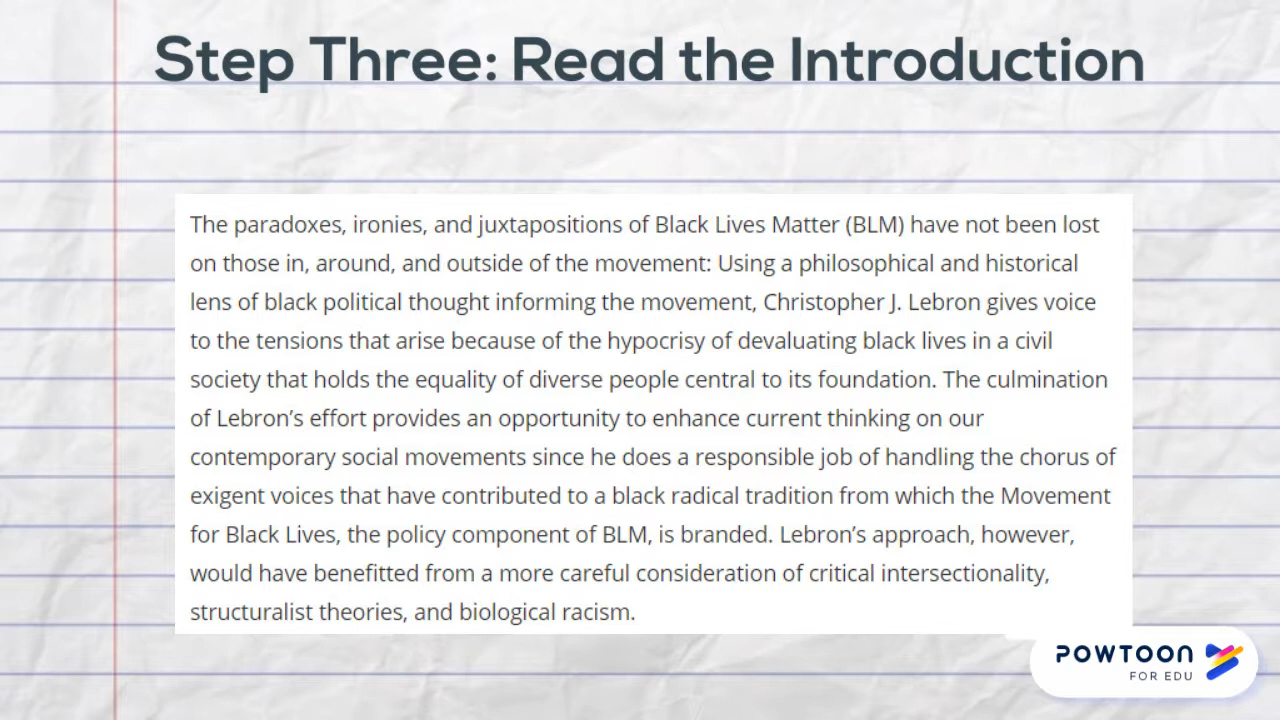 Step Three: Read the Introduction
The paradoxes, ironies, and juxtapositions of Black Lives Matter (BLM) have not been lost
on those in, around, and outside of the movement: Using a philosophical and historical
lens of black political thought informing the movement, Christopher J. Lebron gives voice
to the tensions that arise because of the hypocrisy of devaluating black lives in a civil
society that holds the equality of diverse people central to its foundation. The culmination
of Lebron’s effort provides an opportunity to enhance current thinking on our
contemporary social movements since he does a responsible job of handling the chorus of
exigent voices that have contributed to a black radical tradition from which the Movement
for Black Lives, the policy component of BLM, is branded. Lebron’s approach, however,
would have benefitted from a more careful consideration of critical intersectionality,
structuralist theories, and biological racism.
POWTOON
FOR EDU